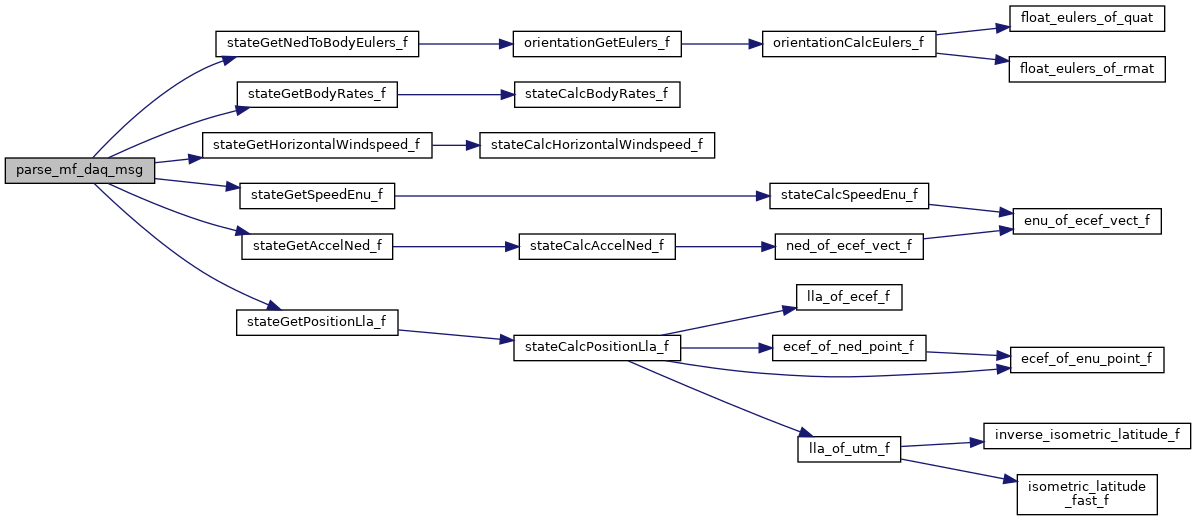 float_eulers_of_quat
stateGetNedToBodyEulers_f
orientationGetEulers_f
orientationCalcEulers_f
float_eulers_of_rmat
stateGetBodyRates_f
stateCalcBodyRates_f
stateGetHorizontalWindspeed_f
stateCalcHorizontalWindspeed_f
parse_mf_daq_msg
stateGetSpeedEnu_f
stateCalcSpeedEnu_f
enu_of_ecef_vect_f
stateGetAccelNed_f
stateCalcAccelNed_f
ned_of_ecef_vect_f
lla_of_ecef_f
stateGetPositionLla_f
stateCalcPositionLla_f
ecef_of_ned_point_f
ecef_of_enu_point_f
inverse_isometric_latitude_f
lla_of_utm_f
isometric_latitude
_fast_f